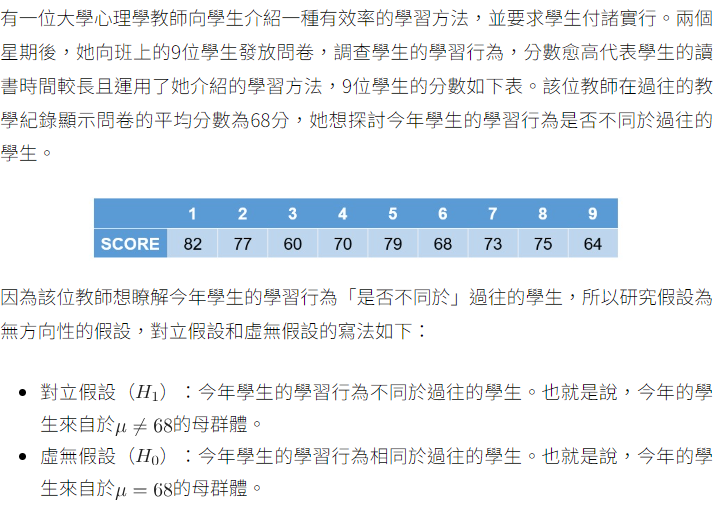 有一位大學心理學教師向學生介紹一種有效率的學習方法，並要求學生付諸實行。兩個
星期後，她向班上的9位學生發放問卷，調查學生的學習行為，分數愈高代表學生的讀
書時間較長且運用了她介紹的學習方法，9位學生的分數如下表。該位教師在過往的教
學紀錄顯示問卷的平均分數為68分，她想探討今年學生的學習行為是否不同於過往的
學生。
1 2 3 4 5 6 7 8 9
SCORE 82 77 60 70 79 68 73 75 64
因為該位教師想瞭解今年學生的學習行為「是否不同於」過往的學生，所以研究假設為
無方向性的假設，對立假設和虛無假設的寫法如下：
• 對立假設（H₁）：今年學生的學習行為不同於過往的學生。也就是說，今年的學
生來自於μ ≠ 68的母群體。
• 虛無假設（H₀）：今年學生的學習行為相同於過往的學生。也就是說，今年的學
生來自於μ = 68的母群體。